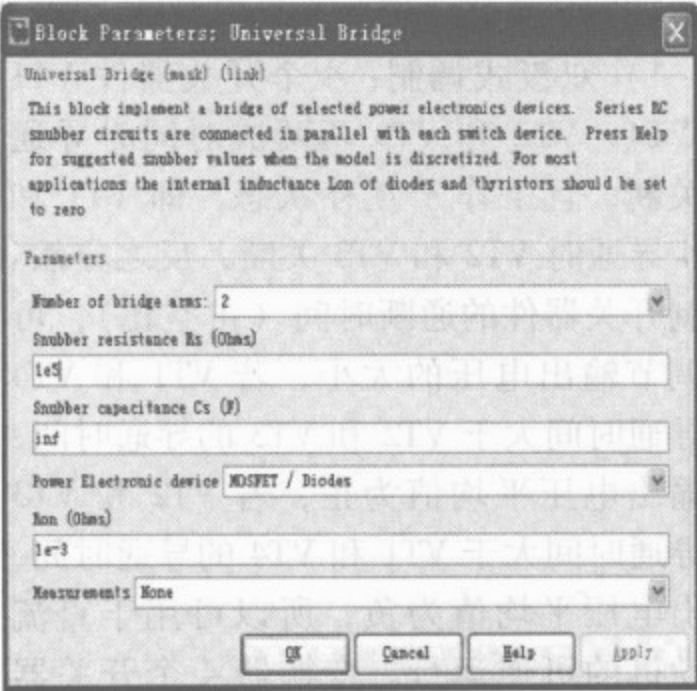 Block Parameters: Universal Bridge
Universal Bridge (mask) (link)
This block implement a bridge of selected power electronics devices. Series RC
snubber circuits are connected in parallel with each switch device. Press Help
for suggested snubber values when the model is discretized. For most
applications the internal inductance Lon of diodes and thyristors should be set
to zero
Parameters
Number of bridge arms: 2
Snubber resistance Rs (Ohms)
1e5
Snubber capacitance Cs (F)
inf
Power Electronic device MOSFET / Diodes
Ron (Ohms)
1e-3
Measurements None
OK Cancel Help Apply